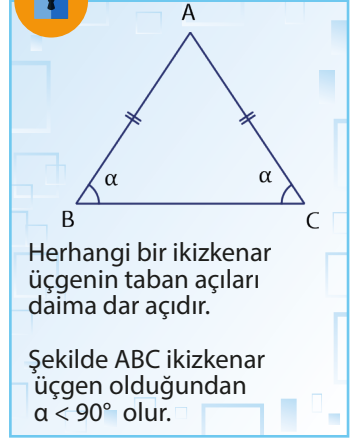 A
α
α
B
C
Herhangi bir ikizkenar
üçgenin taban açıları
daima dar açıdır.
Şekilde ABC ikizkenar
üçgen olduğundan
α < 90° olur.